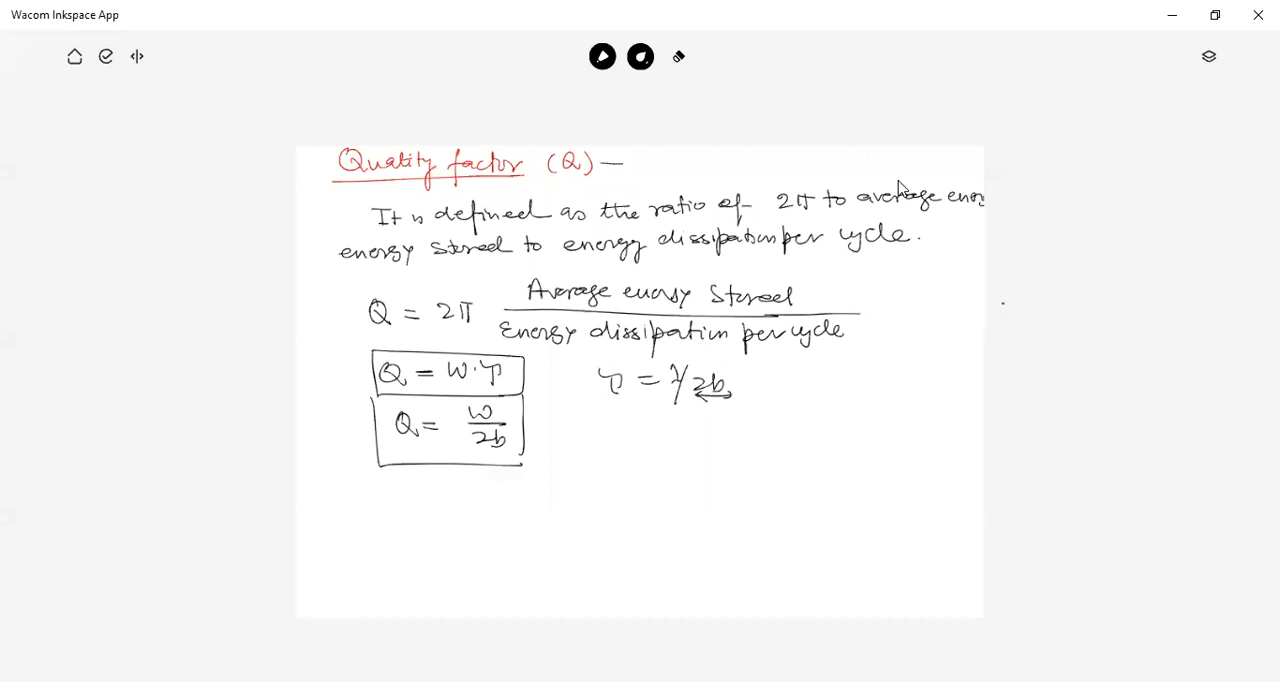 Wacom Inkspace App
Quality factor (Q) —
It is defined as the ratio of 2π to average ener
energy stored to energy dissipation per cycle.
Q = 2π Average energy stored / Energy dissipation per cycle
Q = ω·τ τ = 1/2b
Q = ω/2b